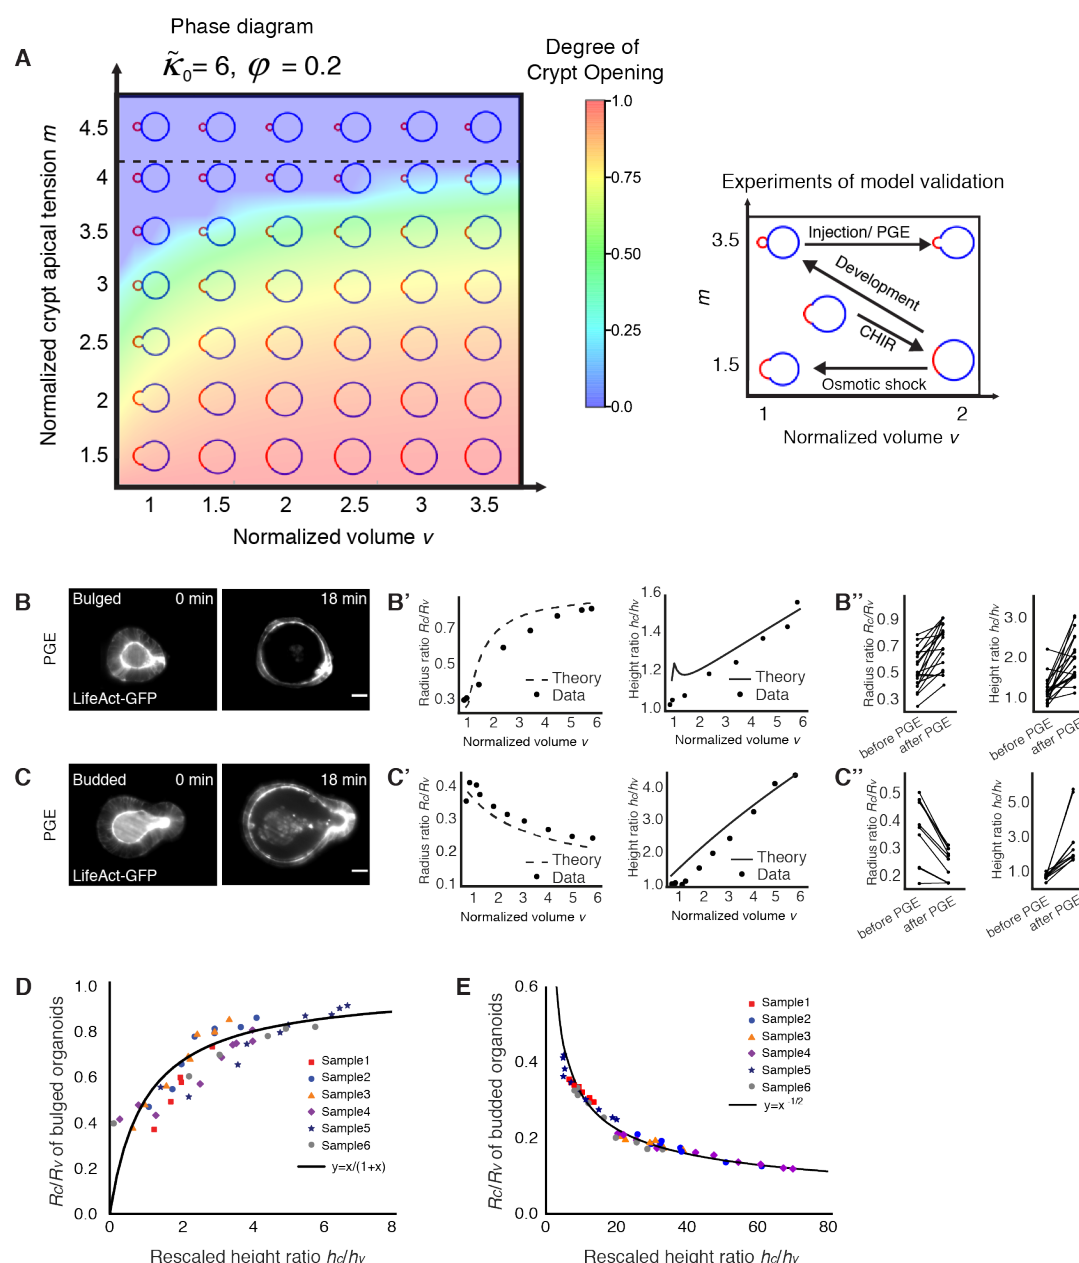 Phase diagram
A
κ̃0= 6, φ = 0.2
Degree of
Crypt Opening
Normalized crypt apical tension m
4.5
4
3.5
3
2.5
2
1.5
1
1.5
2
2.5
3
3.5
Normalized volume v
1.0
0.75
0.50
0.25
0.0
Experiments of model validation
m
3.5
1.5
Injection/ PGE
Development
CHIR
Osmotic shock
1
2
Normalized volume v
B
PGE
Bulged
0 min
18 min
LifeAct-GFP
B'
Radius ratio Rc/Rv
0.7
0.5
0.3
Theory
Data
1 2 3 4 5 6
Normalized volume v
Height ratio hc/hv
1.6
1.4
1.2
1.0
Theory
Data
1 2 3 4 5 6
Normalized volume v
B''
Radius ratio Rc/Rv
0.9
0.7
0.5
0.3
before PGE
after PGE
Height ratio hc/hv
3.0
2.0
1.0
before PGE
after PGE
C
PGE
Budded
0 min
18 min
LifeAct-GFP
C'
Radius ratio Rc/Rv
0.4
0.3
0.2
0.1
Theory
Data
1 2 3 4 5 6
Normalized volume v
Height ratio hc/hv
4.0
3.0
2.0
1.0
Theory
Data
1 2 3 4 5 6
Normalized volume v
C''
Radius ratio Rc/Rv
0.5
0.4
0.3
0.2
before PGE
after PGE
Height ratio hc/hv
5.0
3.0
1.0
before PGE
after PGE
D
Rc/Rv of bulged organoids
1.0
0.8
0.6
0.4
0.2
0.0
Sample1
Sample2
Sample3
Sample4
Sample5
Sample6
y=x/(1+x)
0 2 4 6 8
Rescaled height ratio hc/hv
E
Rc/Rv of budded organoids
0.6
0.4
0.2
0.0
Sample1
Sample2
Sample3
Sample4
Sample5
Sample6
y=x -1/2
0 20 40 60 80
Rescaled height ratio hc/hv